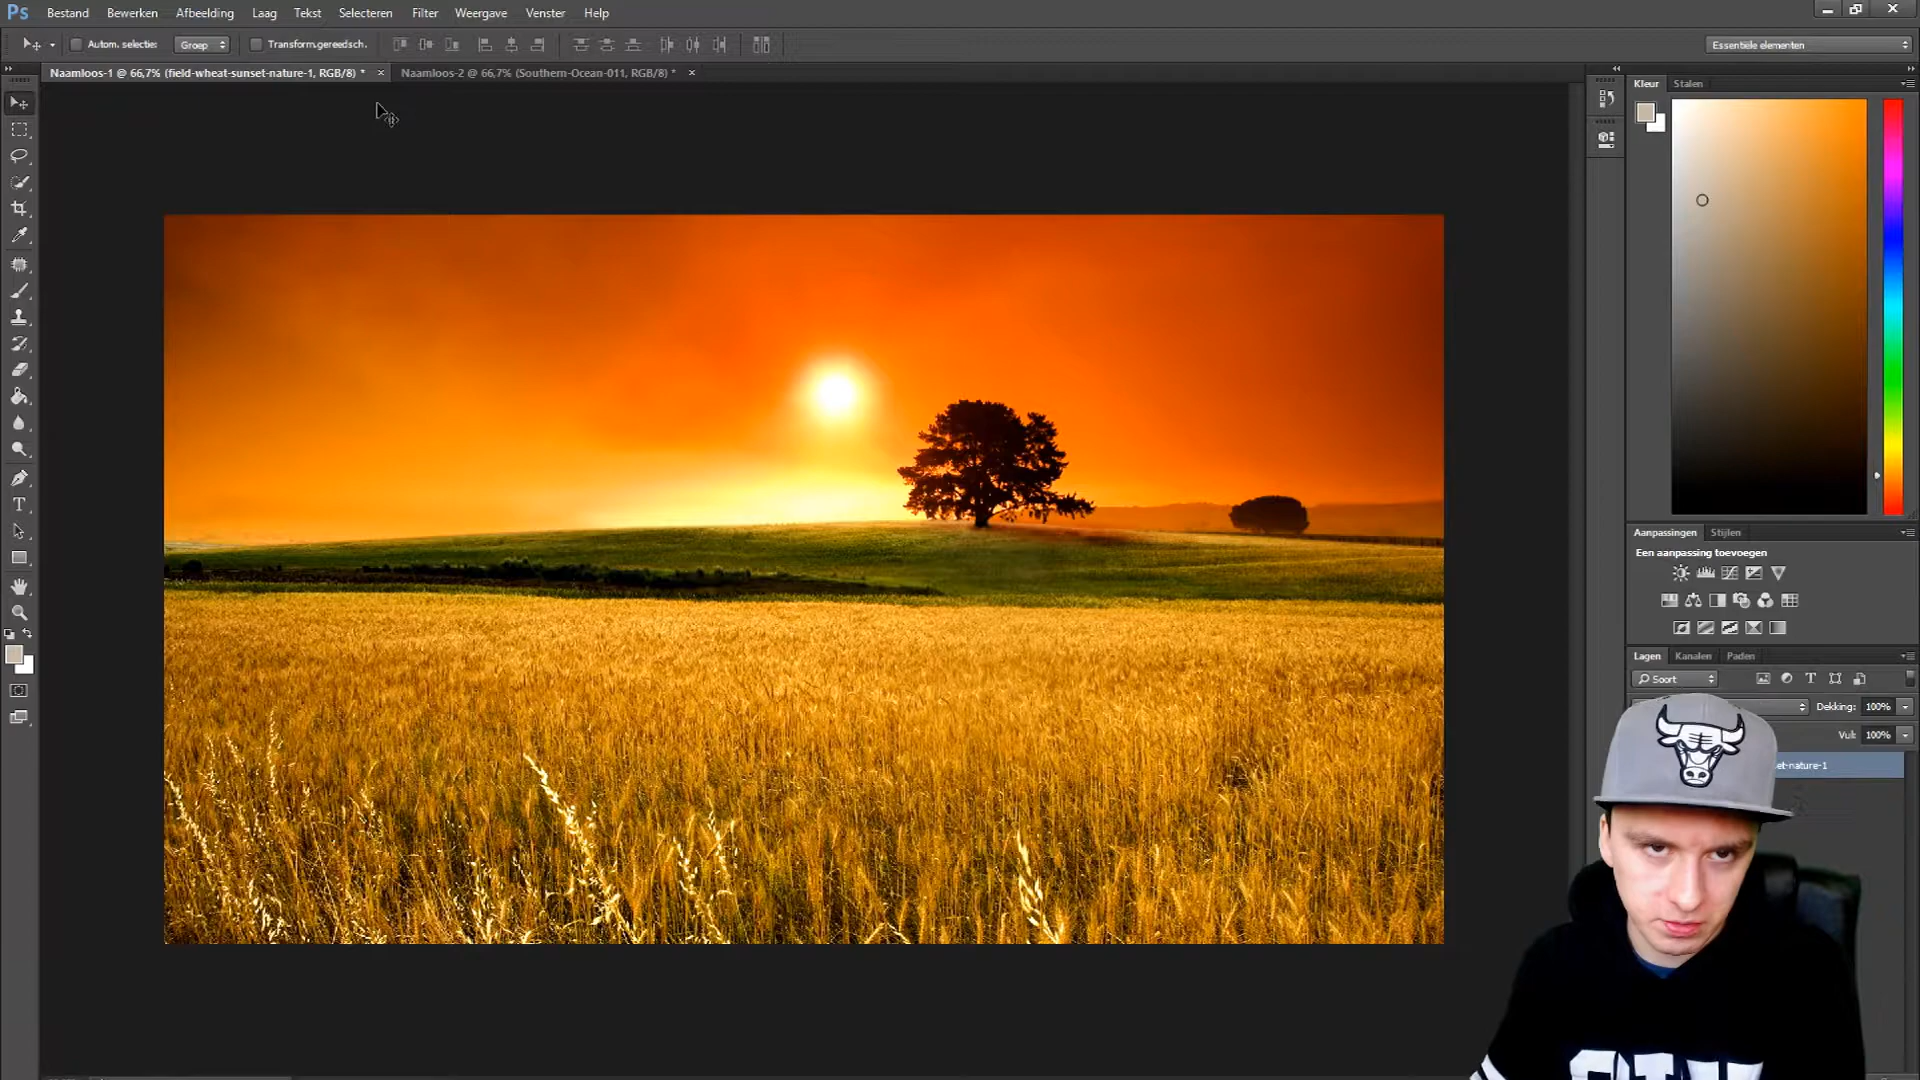 Ps Bestand Bewerken Afbeelding Laag Tekst Selecteren Filter Weergave Venster Help
Autom. selectie: Groep Transform.gereedsch. Essentiële elementen
Naamloos-1 @ 66,7% (field-wheat-sunset-nature-1, RGB/8) * × Naamloos-2 @ 66,7% (Southern-Ocean-011, RGB/8) * ×
Kleur Stalen
Aanpassingen Stijlen
Een aanpassing toevoegen
Lagen Kanalen Paden
Soort
Dekking: 100%
Vul: 100%
et-nature-1